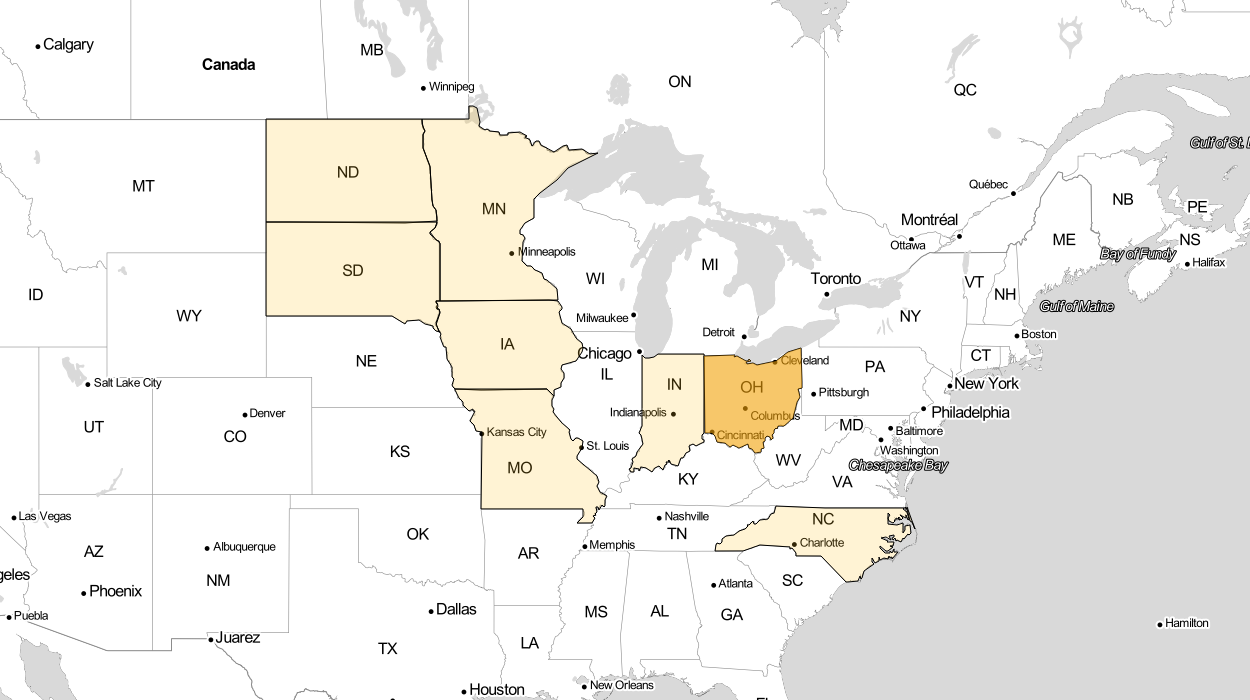 Calgary
Canada
MB
Winnipeg
ON
QC
Gulf of St. L
MT
ND
MN
Minneapolis
Québec
NB
PE
Montréal
Ottawa
ME
NS
Bay of Fundy
Halifax
ID
WY
SD
WI
MI
Toronto
VT
NH
Gulf of Maine
NY
Milwaukee
Detroit
Boston
NE
IA
Chicago
IL
CT
Cleveland
PA
Salt Lake City
IN
OH
Pittsburgh
New York
Denver
Indianapolis
Columbus
Philadelphia
UT
CO
Kansas City
Cincinnati
MD
Baltimore
St. Louis
Washington
KS
MO
WV
Chesapeake Bay
KY
VA
Las Vegas
Nashville
NC
OK
TN
Charlotte
AZ
Albuquerque
AR
Memphis
geles
NM
SC
Phoenix
Atlanta
Puebla
Dallas
MS
AL
GA
Hamilton
Juarez
TX
LA
Houston
New Orleans
FL